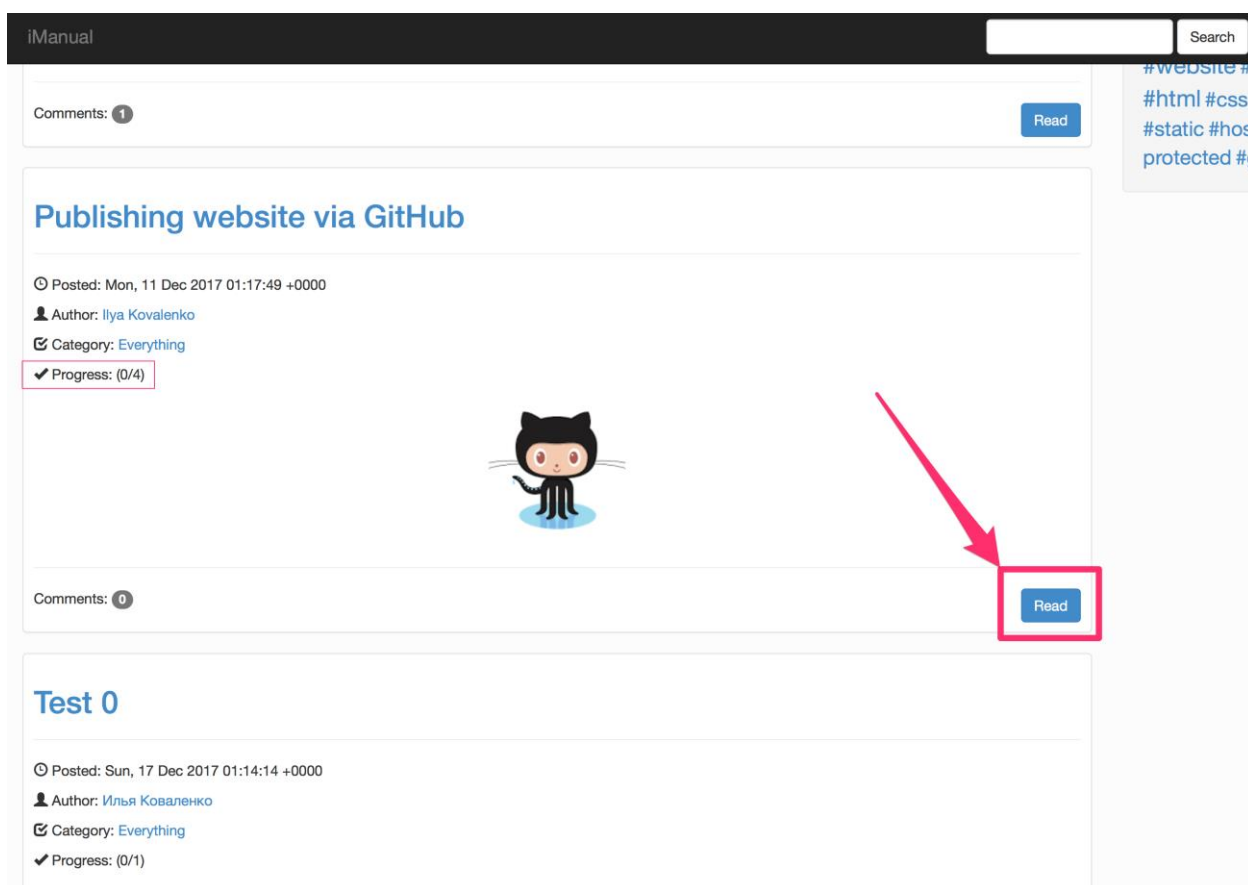 iManual
Search
#website
#html #css
Comments: 1
Read
#static #hos
protected #
Publishing website via GitHub
Posted: Mon, 11 Dec 2017 01:17:49 +0000
Author: Ilya Kovalenko
Category: Everything
Progress: (0/4)
Comments: 0
Read
Test 0
Posted: Sun, 17 Dec 2017 01:14:14 +0000
Author: Илья Коваленко
Category: Everything
Progress: (0/1)